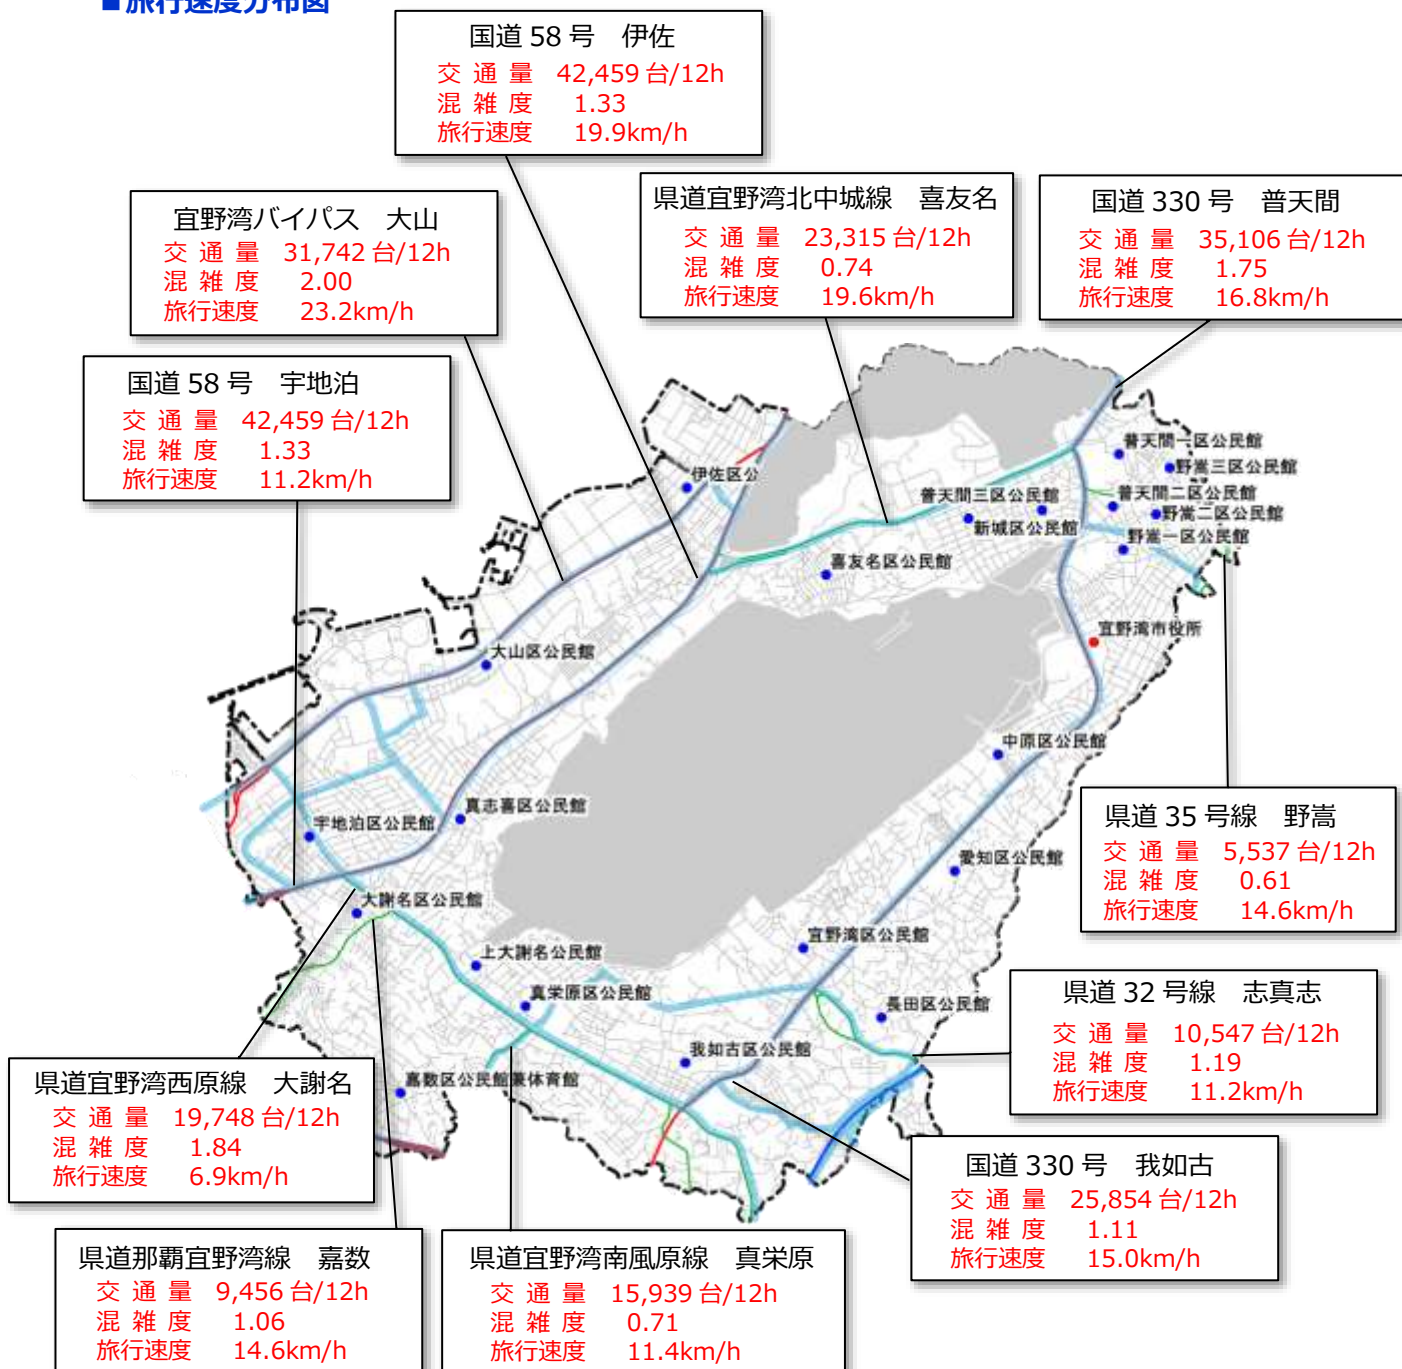 ■旅行速度分布図
国道 58 号　伊佐
交 通 量　42,459 台/12h
混 雑 度　1.33
旅行速度　19.9km/h
宜野湾バイパス　大山
交 通 量　31,742 台/12h
混 雑 度　2.00
旅行速度　23.2km/h
県道宜野湾北中城線　喜友名
交 通 量　23,315 台/12h
混 雑 度　0.74
旅行速度　19.6km/h
国道 330 号　普天間
交 通 量　35,106 台/12h
混 雑 度　1.75
旅行速度　16.8km/h
国道 58 号　宇地泊
交 通 量　42,459 台/12h
混 雑 度　1.33
旅行速度　11.2km/h
普天間一区公民館
野嵩三区公民館
伊佐区公
普天間三区公民館
普天間二区公民館
野嵩二区公民館
新城区公民館
野嵩一区公民館
喜友名区公民館
宜野湾市役所
大山区公民館
中原区公民館
真志喜区公民館
宇地泊区公民館
愛知区公民館
大謝名区公民館
宜野湾区公民館
上大謝名公民館
真栄原区公民館
長田区公民館
我如古区公民館
嘉数区公民館兼体育館
県道 35 号線　野嵩
交 通 量　5,537 台/12h
混 雑 度　0.61
旅行速度　14.6km/h
県道 32 号線　志真志
交 通 量　10,547 台/12h
混 雑 度　1.19
旅行速度　11.2km/h
県道宜野湾西原線　大謝名
交 通 量　19,748 台/12h
混 雑 度　1.84
旅行速度　6.9km/h
国道 330 号　我如古
交 通 量　25,854 台/12h
混 雑 度　1.11
旅行速度　15.0km/h
県道那覇宜野湾線　嘉数
交 通 量　9,456 台/12h
混 雑 度　1.06
旅行速度　14.6km/h
県道宜野湾南風原線　真栄原
交 通 量　15,939 台/12h
混 雑 度　0.71
旅行速度　11.4km/h